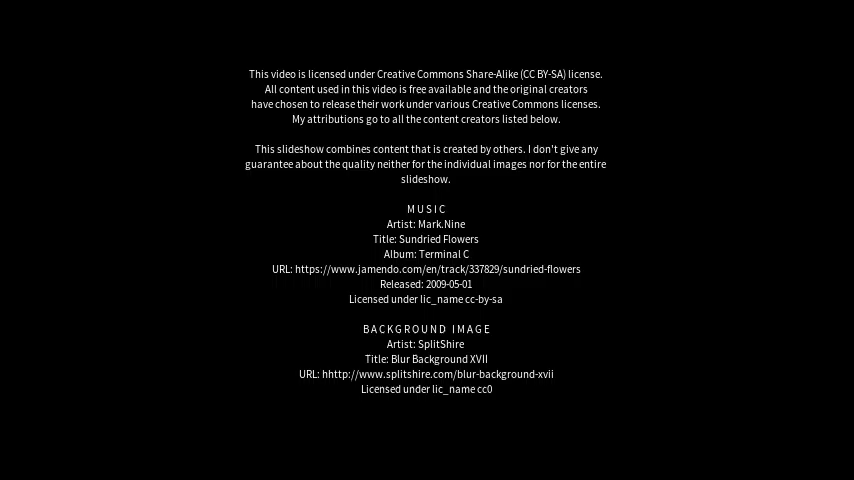 This video is licensed under Creative Commons Share-Alike (CC BY-SA) license.
All content used in this video is free available and the original creators
have chosen to release their work under various Creative Commons licenses.
My attributions go to all the content creators listed below.
This slideshow combines content that is created by others. I don't give any
guarantee about the quality neither for the individual images nor for the entire
slideshow.
MUSIC
Artist: Mark.Nine
Title: Sundried Flowers
Album: Terminal C
URL: https://www.jamendo.com/en/track/337829/sundried-flowers
Released: 2009-05-01
Licensed under lic_name cc-by-sa
BACKGROUND IMAGE
Artist: SplitShire
Title: Blur Background XVII
URL: hhttp://www.splitshire.com/blur-background-xvii
Licensed under lic_name cc0